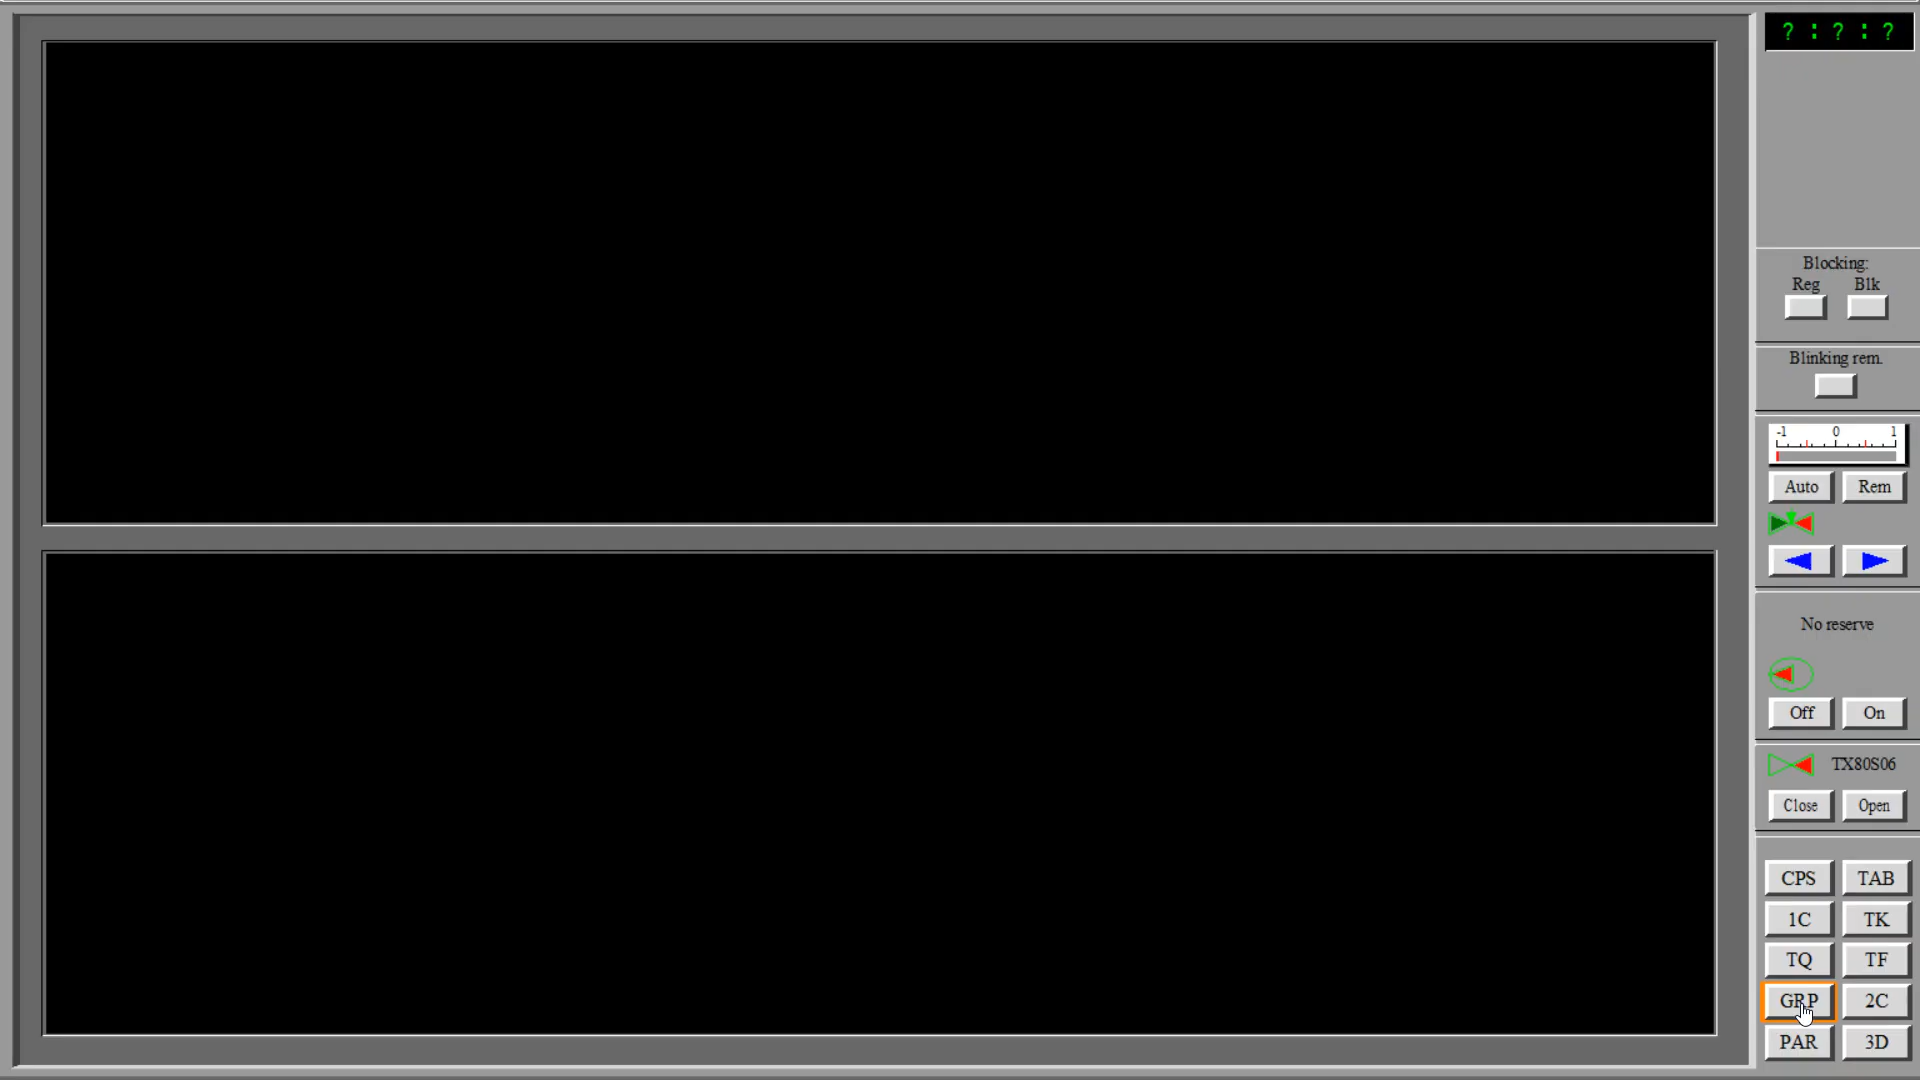 ? : ? : ?
Blocking:
Reg Blk
Blinking rem.
-1 0 1
Auto Rem
No reserve
Off On
TX80S06
Close Open
CPS TAB
1C TK
TQ TF
GRP 2C
PAR 3D